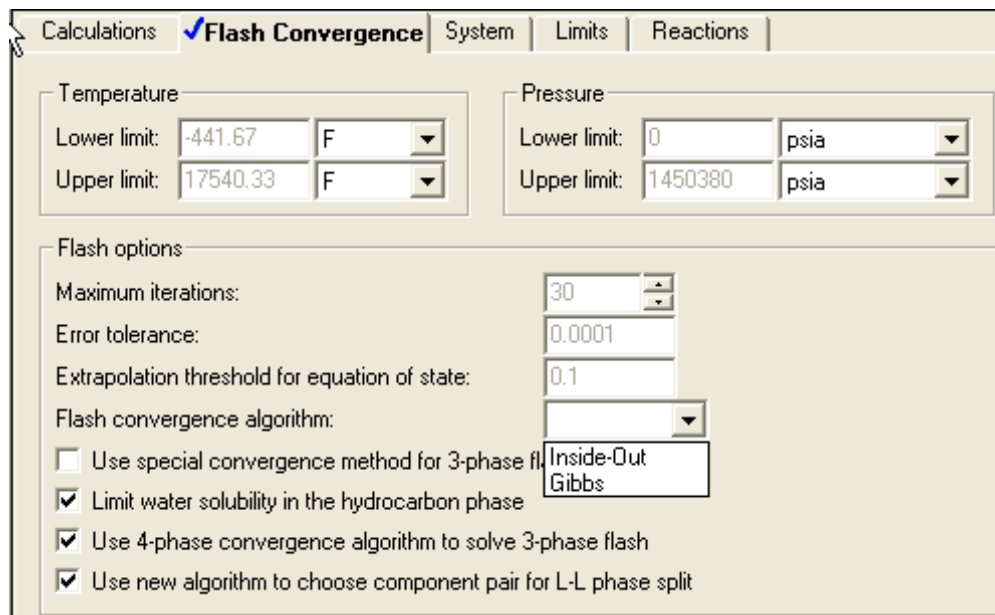 Calculations Flash Convergence System Limits Reactions
Temperature
Lower limit: -441.67 F
Upper limit: 17540.33 F
Pressure
Lower limit: 0 psia
Upper limit: 1450380 psia
Flash options
Maximum iterations: 30
Error tolerance: 0.0001
Extrapolation threshold for equation of state: 0.1
Flash convergence algorithm:
Inside-Out
Gibbs
Use special convergence method for 3-phase
Limit water solubility in the hydrocarbon phase
Use 4-phase convergence algorithm to solve 3-phase flash
Use new algorithm to choose component pair for L-L phase split